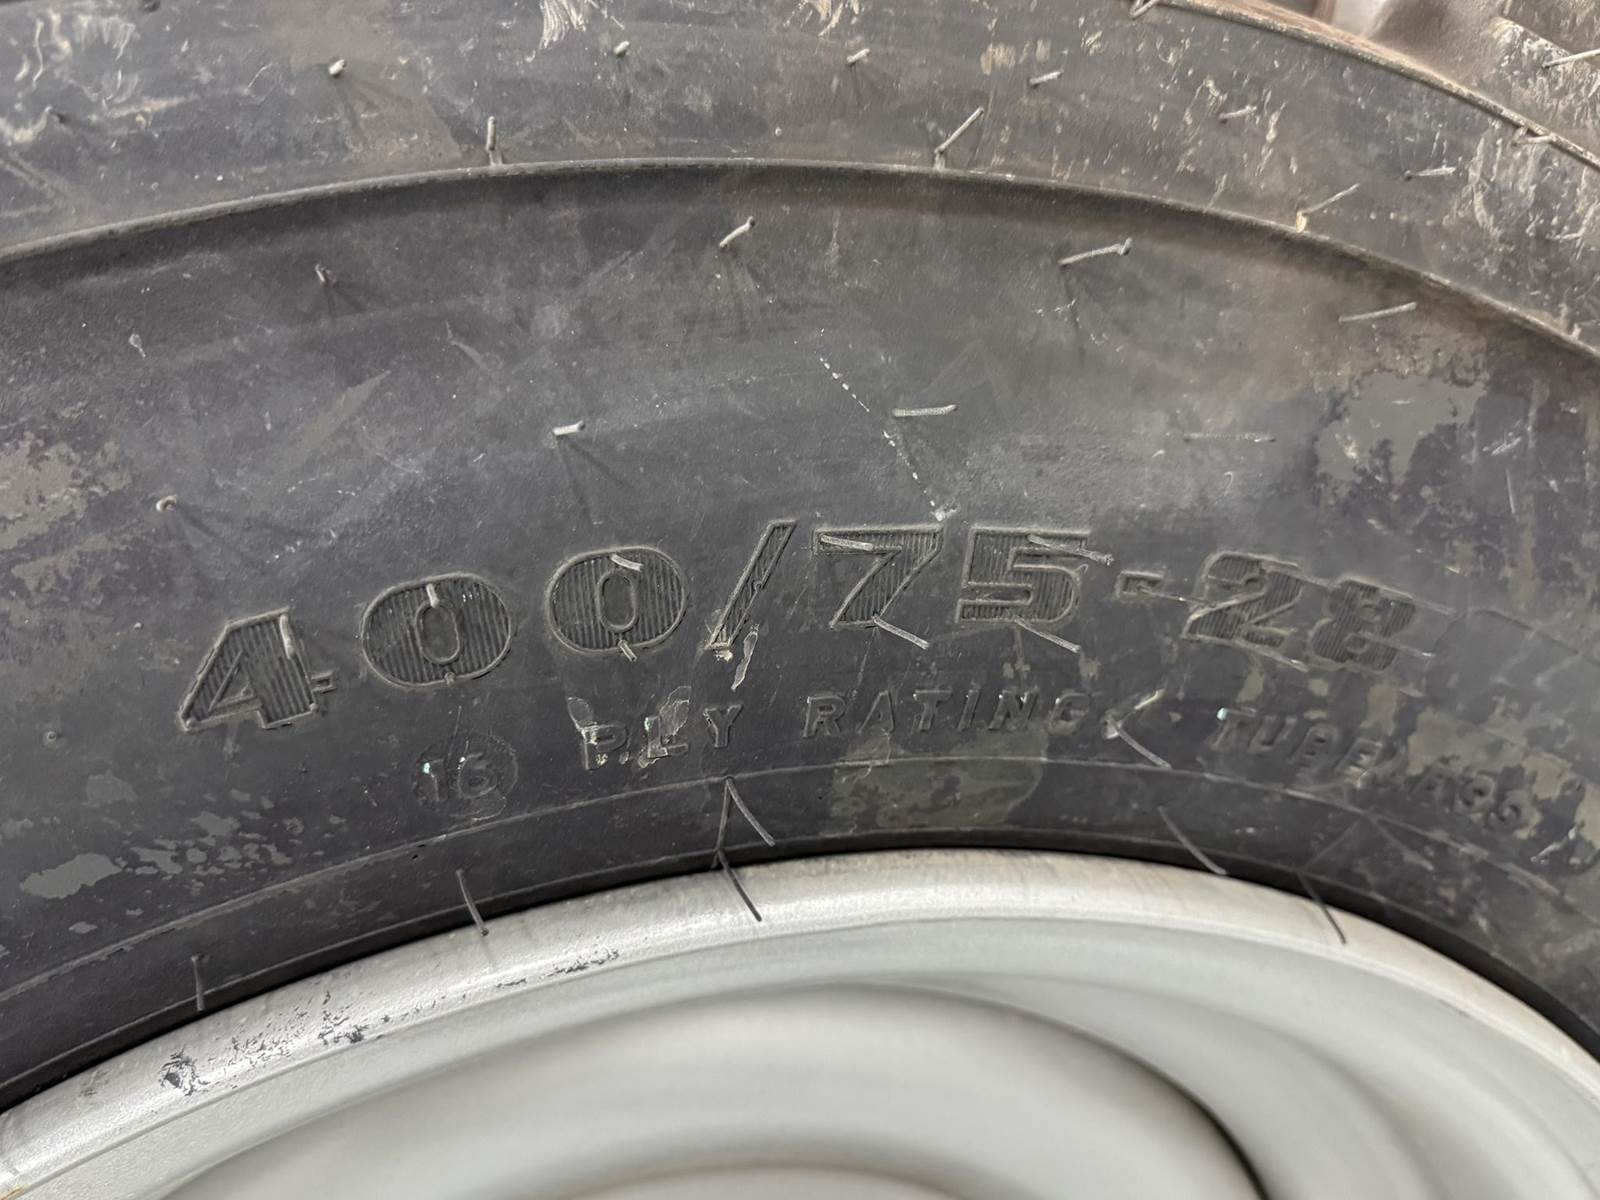 400/75-28
16 PLY RATING TUBELESS